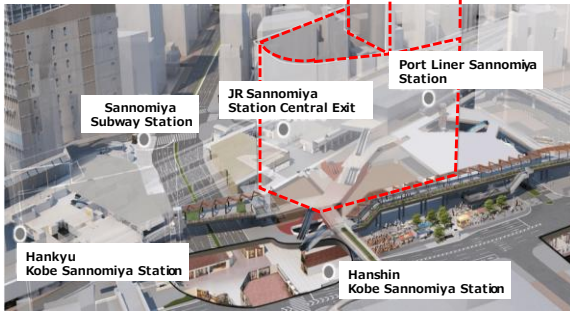 Port Liner Sannomiya
Station
JR Sannomiya
Station Central Exit
Sannomiya
Subway Station
Hankyu
Kobe Sannomiya Station
Hanshin
Kobe Sannomiya Station